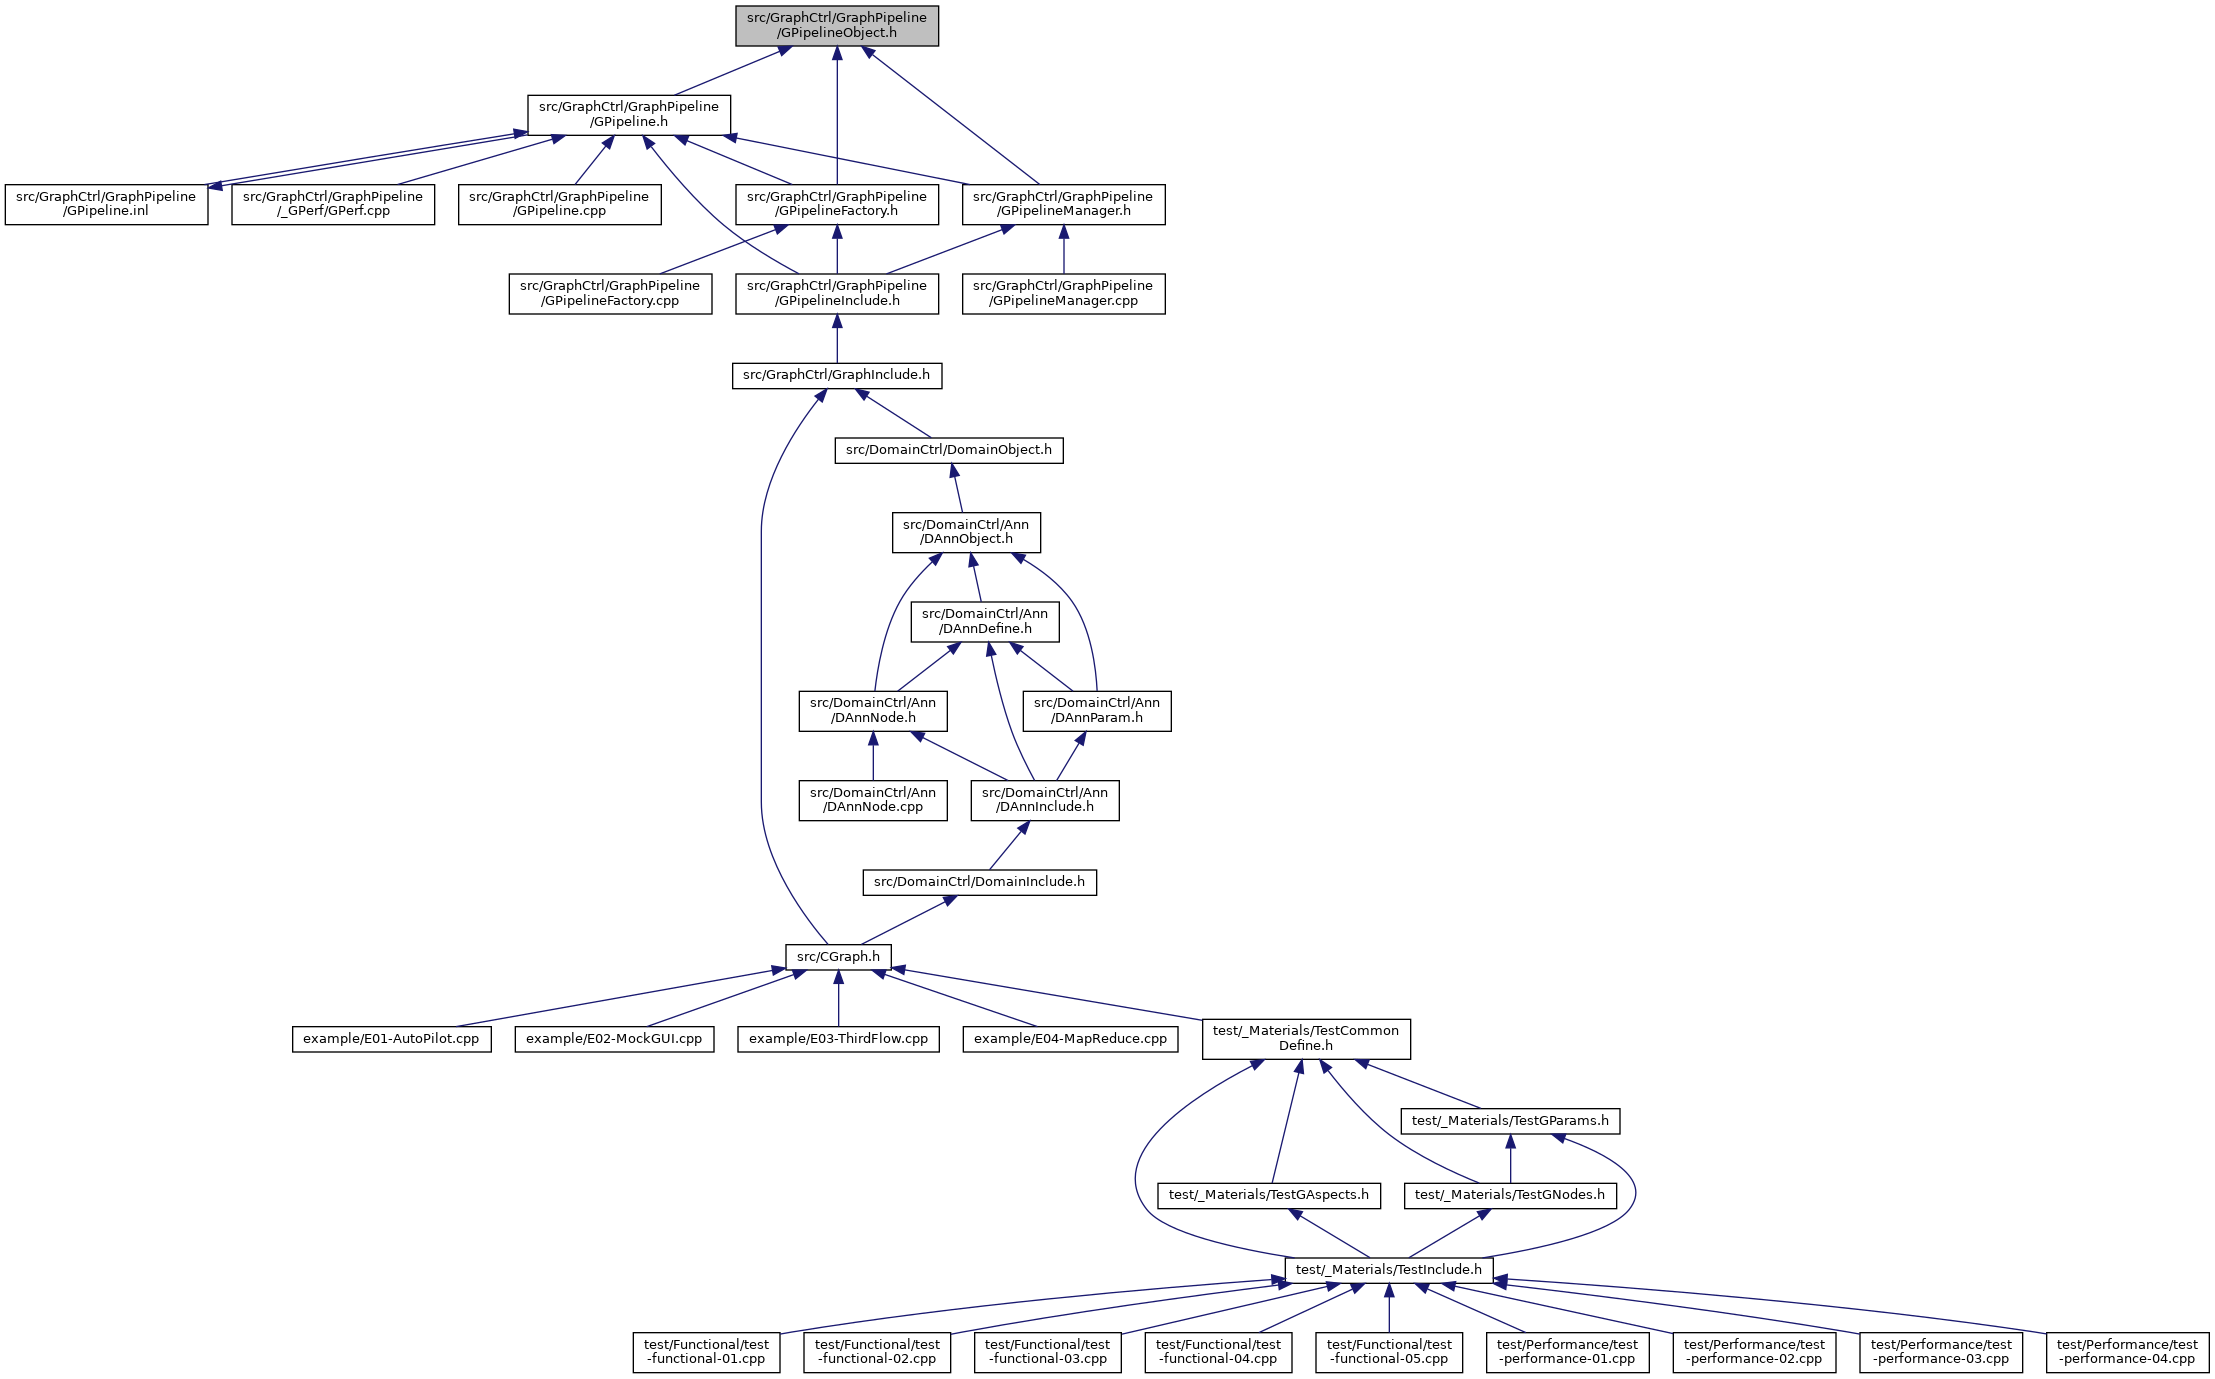 src/GraphCtrl/GraphPipeline
/GPipelineObject.h
src/GraphCtrl/GraphPipeline
/GPipeline.h
src/GraphCtrl/GraphPipeline
/GPipeline.inl
src/GraphCtrl/GraphPipeline
/_GPerf/GPerf.cpp
src/GraphCtrl/GraphPipeline
/GPipeline.cpp
src/GraphCtrl/GraphPipeline
/GPipelineFactory.h
src/GraphCtrl/GraphPipeline
/GPipelineManager.h
src/GraphCtrl/GraphPipeline
/GPipelineFactory.cpp
src/GraphCtrl/GraphPipeline
/GPipelineInclude.h
src/GraphCtrl/GraphPipeline
/GPipelineManager.cpp
src/GraphCtrl/GraphInclude.h
src/DomainCtrl/DomainObject.h
src/DomainCtrl/Ann
/DAnnObject.h
src/DomainCtrl/Ann
/DAnnDefine.h
src/DomainCtrl/Ann
/DAnnNode.h
src/DomainCtrl/Ann
/DAnnParam.h
src/DomainCtrl/Ann
/DAnnNode.cpp
src/DomainCtrl/Ann
/DAnnInclude.h
src/DomainCtrl/DomainInclude.h
src/CGraph.h
example/E01-AutoPilot.cpp
example/E02-MockGUI.cpp
example/E03-ThirdFlow.cpp
example/E04-MapReduce.cpp
test/_Materials/TestCommon
Define.h
test/_Materials/TestGParams.h
test/_Materials/TestGAspects.h
test/_Materials/TestGNodes.h
test/_Materials/TestInclude.h
test/Functional/test
-functional-01.cpp
test/Functional/test
-functional-02.cpp
test/Functional/test
-functional-03.cpp
test/Functional/test
-functional-04.cpp
test/Functional/test
-functional-05.cpp
test/Performance/test
-performance-01.cpp
test/Performance/test
-performance-02.cpp
test/Performance/test
-performance-03.cpp
test/Performance/test
-performance-04.cpp